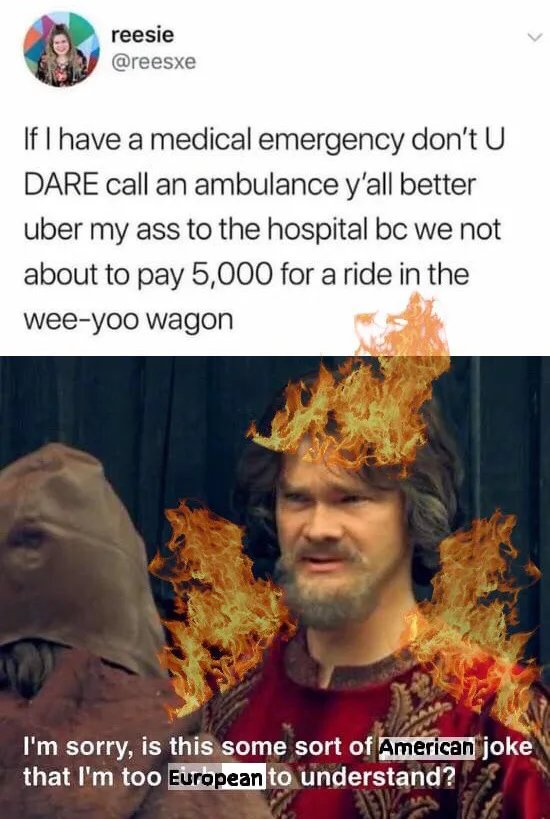 reesie
@reesxe
If I have a medical emergency don't U
DARE call an ambulance y'all better
uber my ass to the hospital bc we not
about to pay 5,000 for a ride in the
wee-yoo wagon
I'm sorry, is this some sort of American joke
that I'm too European to understand?